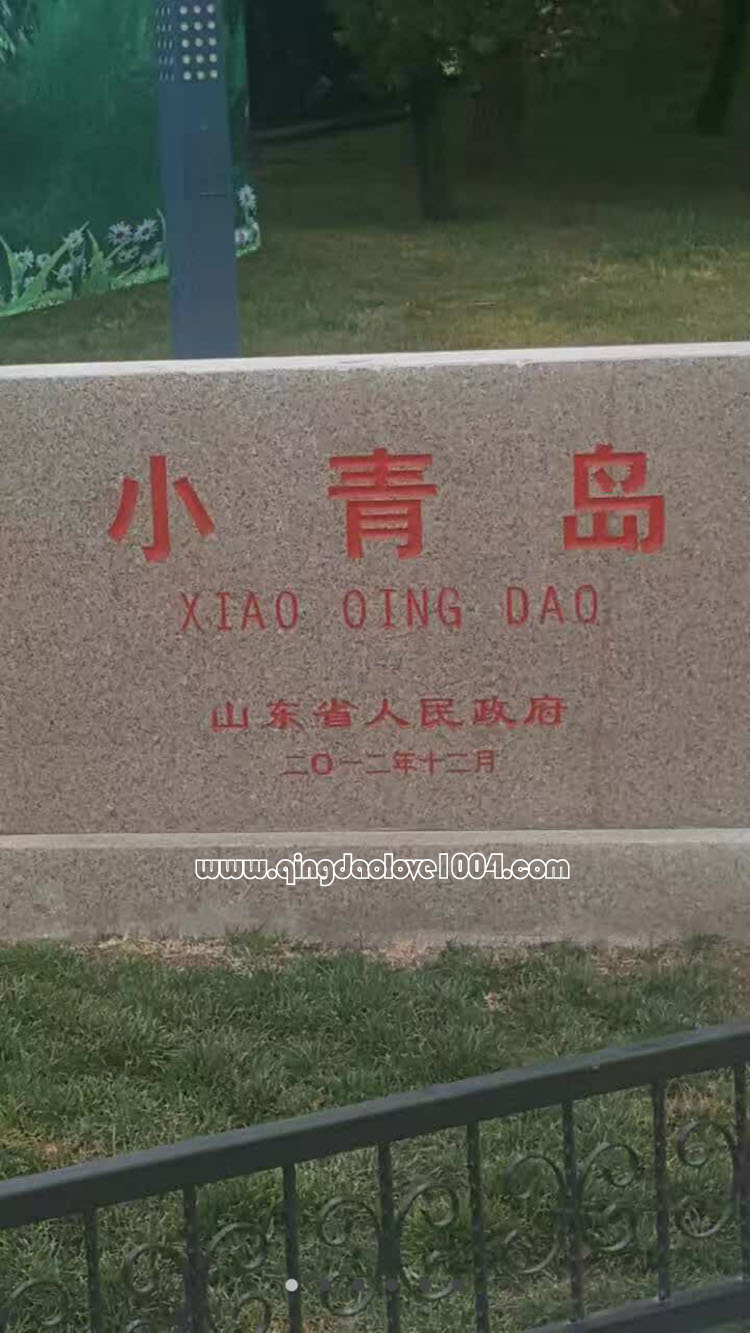 小青岛
XIAO QING DAO
山东省人民政府
二〇一二年十二月
www.qingdaolove1004.com